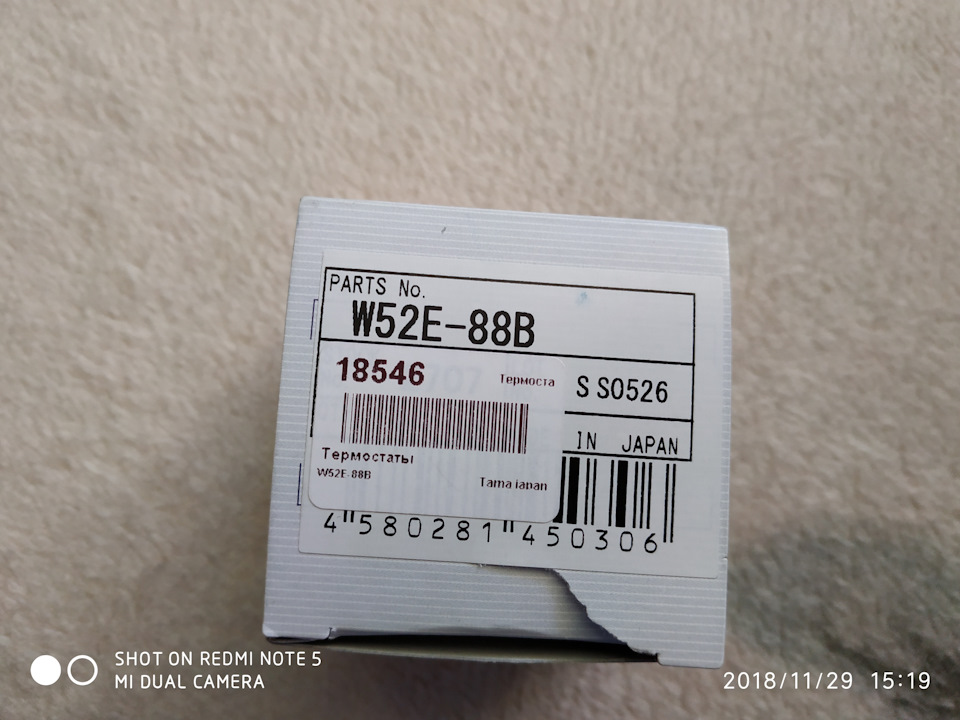 PARTS No.
W52E-88B
18546
Термоста
S S0526
IN JAPAN
Термостаты
W52E-88B
Tama japan
4 580281 450306
SHOT ON REDMI NOTE 5
MI DUAL CAMERA
2018/11/29 15:19